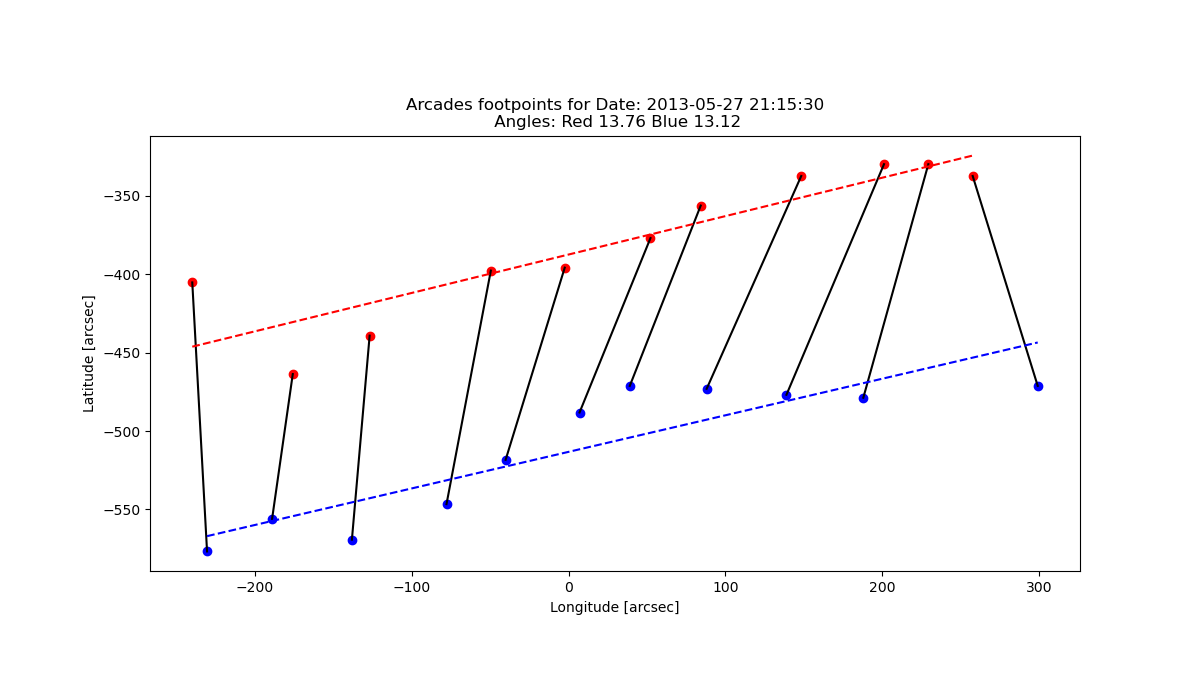 Arcades footpoints for Date: 2013-05-27 21:15:30
Angles: Red 13.76 Blue 13.12
Latitude [arcsec]
−350
−400
−450
−500
−550
−200
−100
0
100
200
300
Longitude [arcsec]